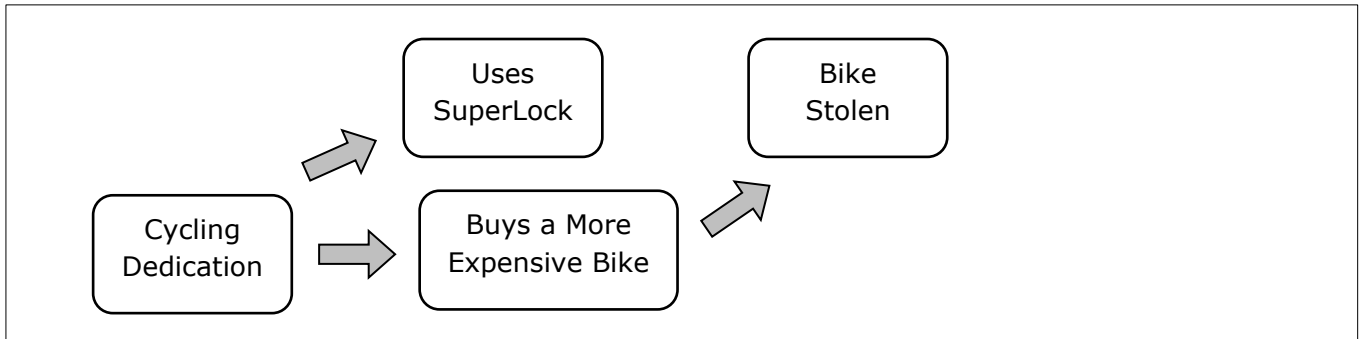 Uses
SuperLock
Bike
Stolen
Cycling
Dedication
Buys a More
Expensive Bike